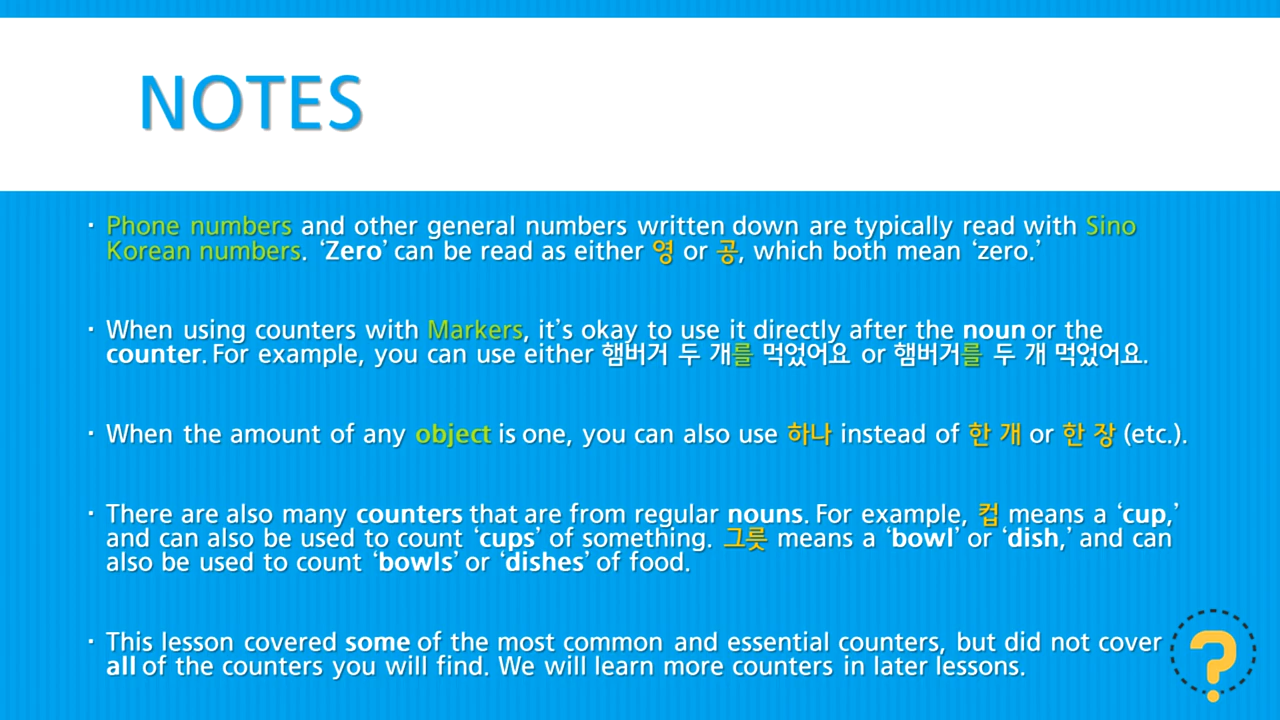 NOTES
· Phone numbers and other general numbers written down are typically read with Sino
Korean numbers. ‘Zero’ can be read as either 영 or 공, which both mean ‘zero.’
· When using counters with Markers, it’s okay to use it directly after the noun or the
counter. For example, you can use either 햄버거 두 개를 먹었어요 or 햄버거를 두 개 먹었어요.
· When the amount of any object is one, you can also use 하나 instead of 한 개 or 한 장 (etc.).
· There are also many counters that are from regular nouns. For example, 컵 means a ‘cup,’
and can also be used to count ‘cups’ of something. 그릇 means a ‘bowl’ or ‘dish,’ and can
also be used to count ‘bowls’ or ‘dishes’ of food.
· This lesson covered some of the most common and essential counters, but did not cover
all of the counters you will find. We will learn more counters in later lessons.
?